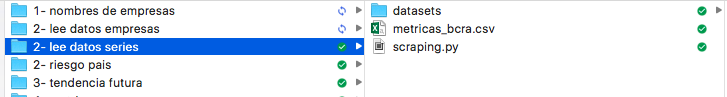 1- nombres de empresas
2- lee datos empresas
2- lee datos series
2- riesgo pais
3- tendencia futura
datasets
metricas_bcra.csv
scraping.py